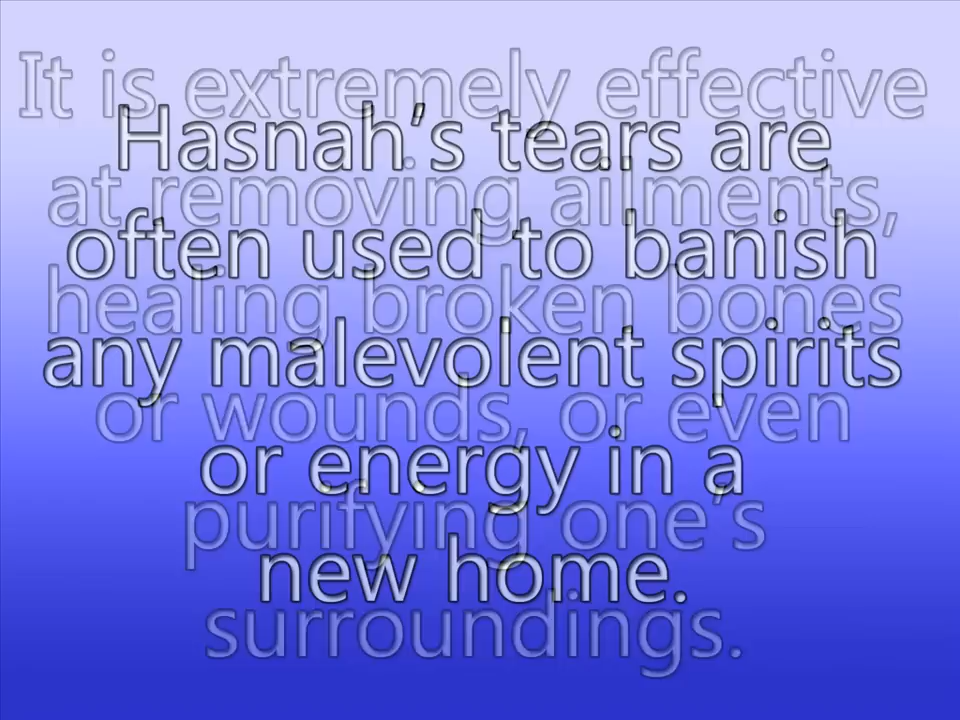 It is extremely effective
at removing ailments,
healing broken bones
or wounds, or even
purifying one's
surroundings.
Hasnah's tears are
often used to banish
any malevolent spirits
or energy in a
new home.